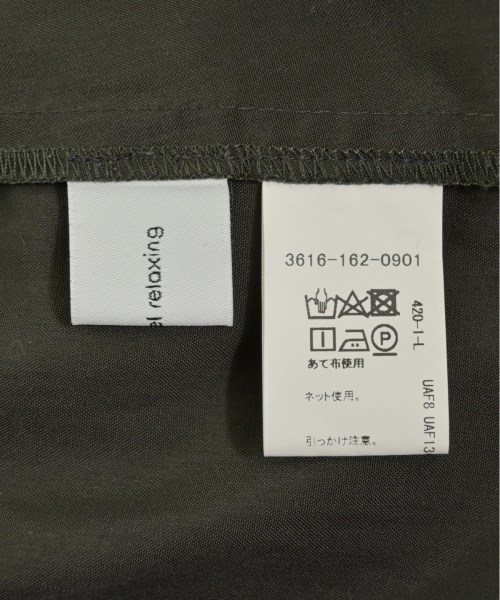 el relaxing
3616-162-0901
あて布使用
ネット使用。
引っかけ注意。
420-1-L
UAF8 UAF13